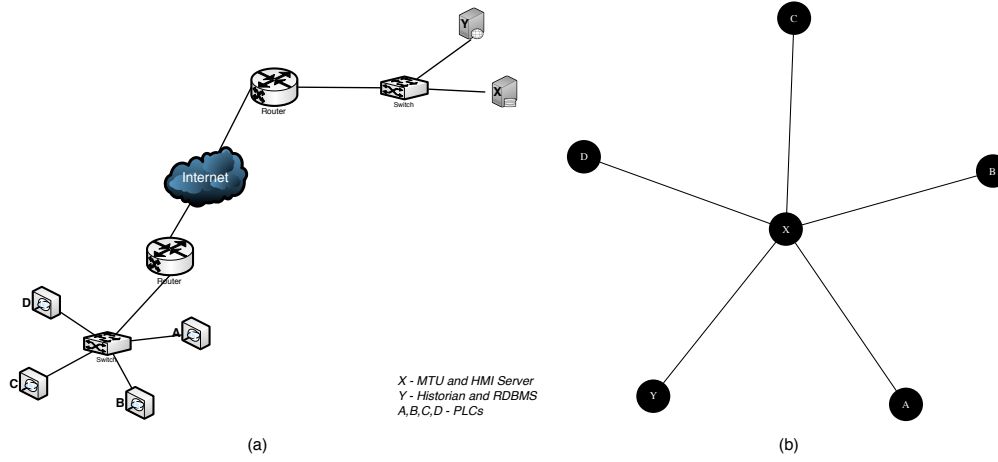 Y
X
Switch
Router
Internet
Router
D
A
Switch
C
B
X - MTU and HMI Server
Y - Historian and RDBMS
A,B,C,D - PLCs
(a)
C
D
B
X
Y
A
(b)